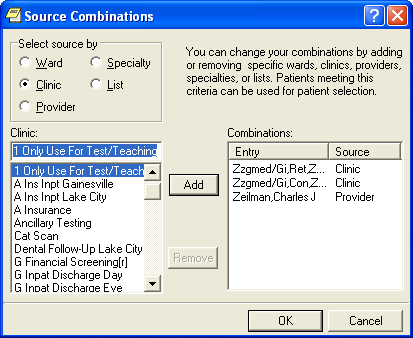 Source Combinations
Select source by
Ward
Specialty
Clinic
List
Provider
You can change your combinations by adding
or removing specific wards, clinics, providers,
specialties, or lists. Patients meeting this
criteria can be used for patient selection.
Clinic:
1 Only Use For Test/Teaching
1 Only Use For Test/Teach
A Ins Inpt Gainesville
A Ins Inpt Lake City
A Insurance
Ancillary Testing
Cat Scan
Dental Follow-Up Lake City
G Financial Screening[r]
G Inpat Discharge Day
G Inpat Discharge Eve
Add
Remove
Combinations:
Entry Source
Zzgmed/Gi,Ret,Z... Clinic
Zzgmed/Gi,Con,Z... Clinic
Zeilman,Charles J Provider
OK
Cancel